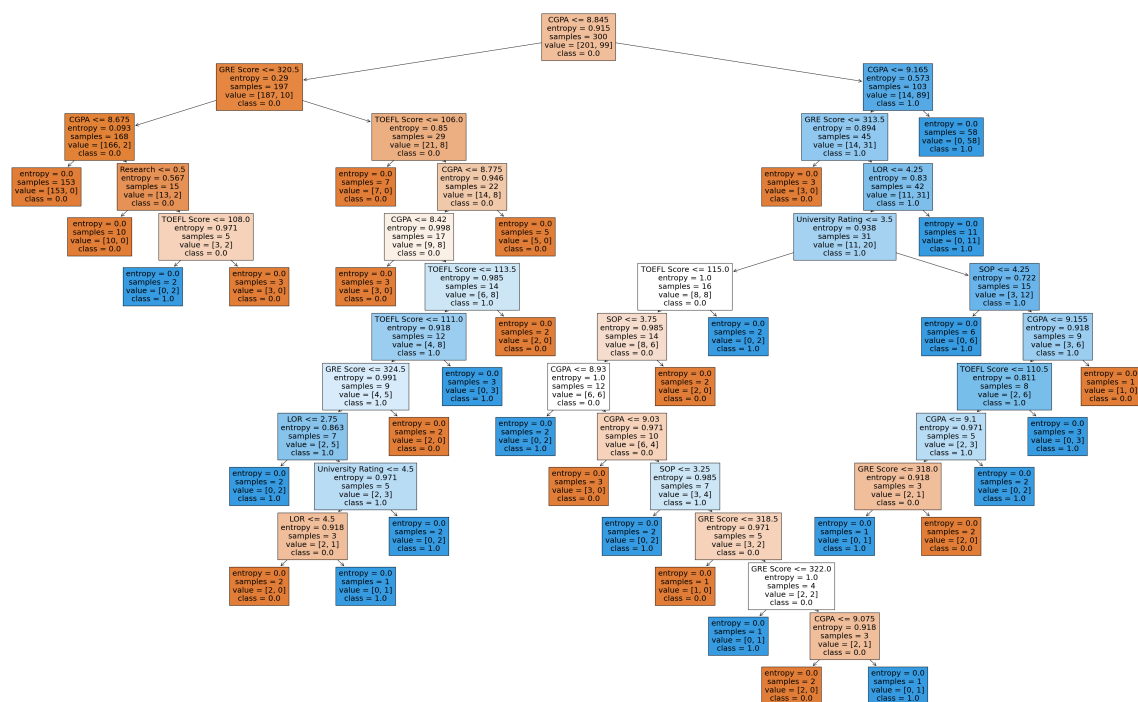 CGPA <= 8.845
entropy = 0.915
samples = 300
value = [201, 99]
class = 0.0
GRE Score <= 320.5
entropy = 0.29
samples = 197
value = [187, 10]
class = 0.0
CGPA <= 9.165
entropy = 0.573
samples = 103
value = [14, 89]
class = 1.0
CGPA <= 8.675
entropy = 0.093
samples = 168
value = [166, 2]
class = 0.0
TOEFL Score <= 106.0
entropy = 0.85
samples = 29
value = [21, 8]
class = 0.0
GRE Score <= 313.5
entropy = 0.894
samples = 45
value = [14, 31]
class = 1.0
entropy = 0.0
samples = 58
value = [0, 58]
class = 1.0
entropy = 0.0
samples = 153
value = [153, 0]
class = 0.0
Research <= 0.5
entropy = 0.567
samples = 15
value = [13, 2]
class = 0.0
entropy = 0.0
samples = 7
value = [7, 0]
class = 0.0
CGPA <= 8.775
entropy = 0.946
samples = 22
value = [14, 8]
class = 0.0
entropy = 0.0
samples = 3
value = [3, 0]
class = 0.0
LOR <= 4.25
entropy = 0.83
samples = 42
value = [11, 31]
class = 1.0
entropy = 0.0
samples = 10
value = [10, 0]
class = 0.0
TOEFL Score <= 108.0
entropy = 0.971
samples = 5
value = [3, 2]
class = 0.0
CGPA <= 8.42
entropy = 0.998
samples = 17
value = [9, 8]
class = 0.0
entropy = 0.0
samples = 5
value = [5, 0]
class = 0.0
University Rating <= 3.5
entropy = 0.938
samples = 31
value = [11, 20]
class = 1.0
entropy = 0.0
samples = 11
value = [0, 11]
class = 1.0
entropy = 0.0
samples = 2
value = [0, 2]
class = 1.0
entropy = 0.0
samples = 3
value = [3, 0]
class = 0.0
entropy = 0.0
samples = 3
value = [3, 0]
class = 0.0
TOEFL Score <= 113.5
entropy = 0.985
samples = 14
value = [6, 8]
class = 1.0
TOEFL Score <= 115.0
entropy = 1.0
samples = 16
value = [8, 8]
class = 0.0
SOP <= 4.25
entropy = 0.722
samples = 15
value = [3, 12]
class = 1.0
TOEFL Score <= 111.0
entropy = 0.918
samples = 12
value = [4, 8]
class = 1.0
entropy = 0.0
samples = 2
value = [2, 0]
class = 0.0
SOP <= 3.75
entropy = 0.985
samples = 14
value = [8, 6]
class = 0.0
entropy = 0.0
samples = 2
value = [0, 2]
class = 1.0
entropy = 0.0
samples = 6
value = [0, 6]
class = 1.0
CGPA <= 9.155
entropy = 0.918
samples = 9
value = [3, 6]
class = 1.0
GRE Score <= 324.5
entropy = 0.991
samples = 9
value = [4, 5]
class = 1.0
entropy = 0.0
samples = 3
value = [0, 3]
class = 1.0
CGPA <= 8.93
entropy = 1.0
samples = 12
value = [6, 6]
class = 0.0
entropy = 0.0
samples = 2
value = [2, 0]
class = 0.0
TOEFL Score <= 110.5
entropy = 0.811
samples = 8
value = [2, 6]
class = 1.0
entropy = 0.0
samples = 1
value = [1, 0]
class = 0.0
LOR <= 2.75
entropy = 0.863
samples = 7
value = [2, 5]
class = 1.0
entropy = 0.0
samples = 2
value = [2, 0]
class = 0.0
entropy = 0.0
samples = 2
value = [0, 2]
class = 1.0
CGPA <= 9.03
entropy = 0.971
samples = 10
value = [6, 4]
class = 0.0
CGPA <= 9.1
entropy = 0.971
samples = 5
value = [2, 3]
class = 1.0
entropy = 0.0
samples = 3
value = [0, 3]
class = 1.0
entropy = 0.0
samples = 2
value = [0, 2]
class = 1.0
University Rating <= 4.5
entropy = 0.971
samples = 5
value = [2, 3]
class = 1.0
entropy = 0.0
samples = 3
value = [3, 0]
class = 0.0
SOP <= 3.25
entropy = 0.985
samples = 7
value = [3, 4]
class = 1.0
GRE Score <= 318.0
entropy = 0.918
samples = 3
value = [2, 1]
class = 0.0
entropy = 0.0
samples = 2
value = [0, 2]
class = 1.0
LOR <= 4.5
entropy = 0.918
samples = 3
value = [2, 1]
class = 0.0
entropy = 0.0
samples = 2
value = [0, 2]
class = 1.0
entropy = 0.0
samples = 2
value = [0, 2]
class = 1.0
GRE Score <= 318.5
entropy = 0.971
samples = 5
value = [3, 2]
class = 0.0
entropy = 0.0
samples = 1
value = [0, 1]
class = 1.0
entropy = 0.0
samples = 2
value = [2, 0]
class = 0.0
entropy = 0.0
samples = 2
value = [2, 0]
class = 0.0
entropy = 0.0
samples = 1
value = [0, 1]
class = 1.0
entropy = 0.0
samples = 1
value = [1, 0]
class = 0.0
GRE Score <= 322.0
entropy = 1.0
samples = 4
value = [2, 2]
class = 0.0
entropy = 0.0
samples = 1
value = [0, 1]
class = 1.0
CGPA <= 9.075
entropy = 0.918
samples = 3
value = [2, 1]
class = 0.0
entropy = 0.0
samples = 2
value = [2, 0]
class = 0.0
entropy = 0.0
samples = 1
value = [0, 1]
class = 1.0